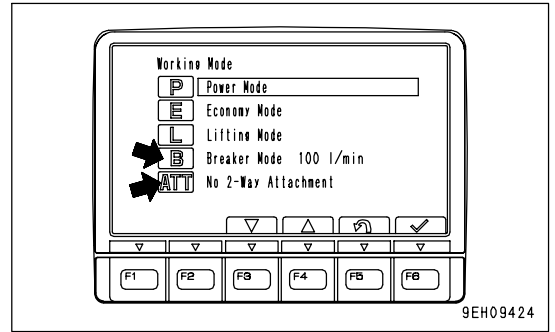 Working Mode
P Power Mode
E Economy Mode
L Lifting Mode
B Breaker Mode 100 l/min
ATT No 2-Way Attachment
F1 F2 F3 F4 F5 F6
9EH09424